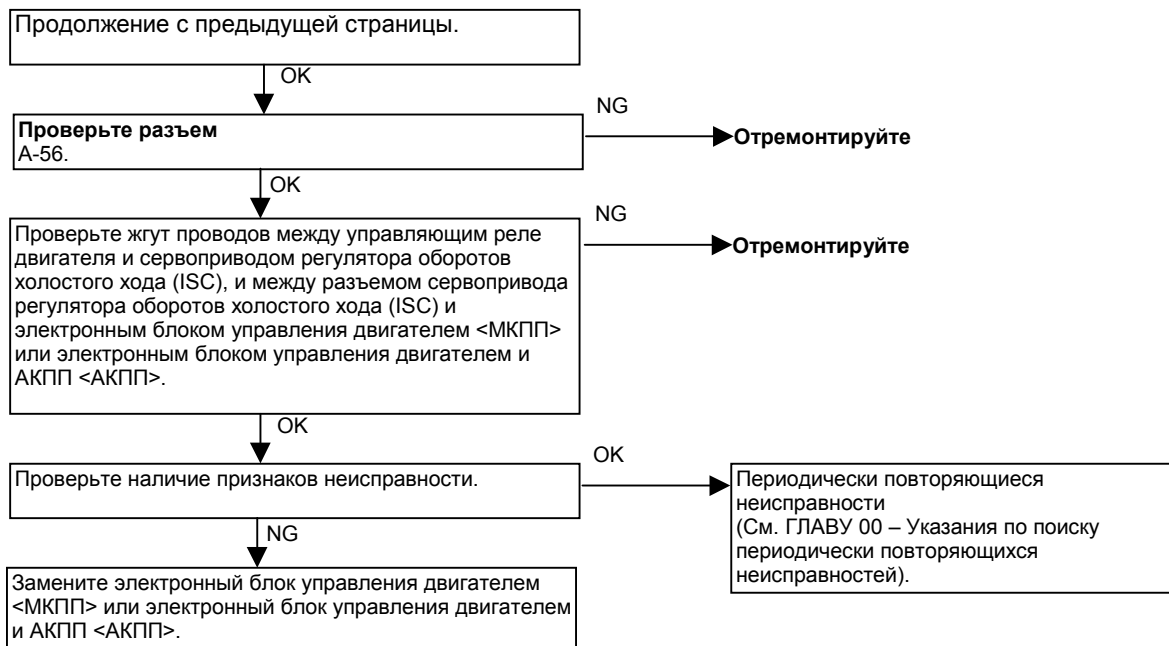 Продолжение с предыдущей страницы.
OK
Проверьте разъем
А-56.
NG
Отремонтируйте
OK
Проверьте жгут проводов между управляющим реле
двигателя и сервоприводом регулятора оборотов
холостого хода (ISC), и между разъемом сервопривода
регулятора оборотов холостого хода (ISC) и
электронным блоком управления двигателем <МКПП>
или электронным блоком управления двигателем и
АКПП <АКПП>.
NG
Отремонтируйте
OK
Проверьте наличие признаков неисправности.
OK
Периодически повторяющиеся
неисправности
(См. ГЛАВУ 00 – Указания по поиску
периодически повторяющихся
неисправностей).
NG
Замените электронный блок управления двигателем
<МКПП> или электронный блок управления двигателем
и АКПП <АКПП>.